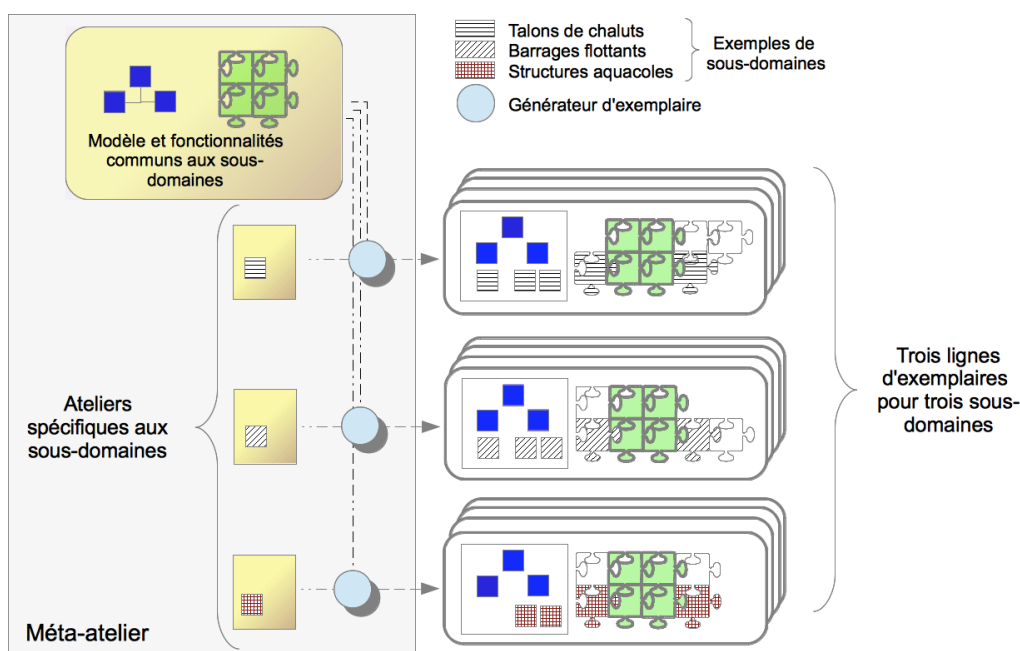 Talons de chaluts
Barrages flottants
Structures aquacoles
Exemples de
sous-domaines
Générateur d'exemplaire
Modèle et fonctionnalités
communs aux sous-
domaines
Ateliers
spécifiques aux
sous-domaines
Trois lignes
d'exemplaires
pour trois sous-
domaines
Méta-atelier